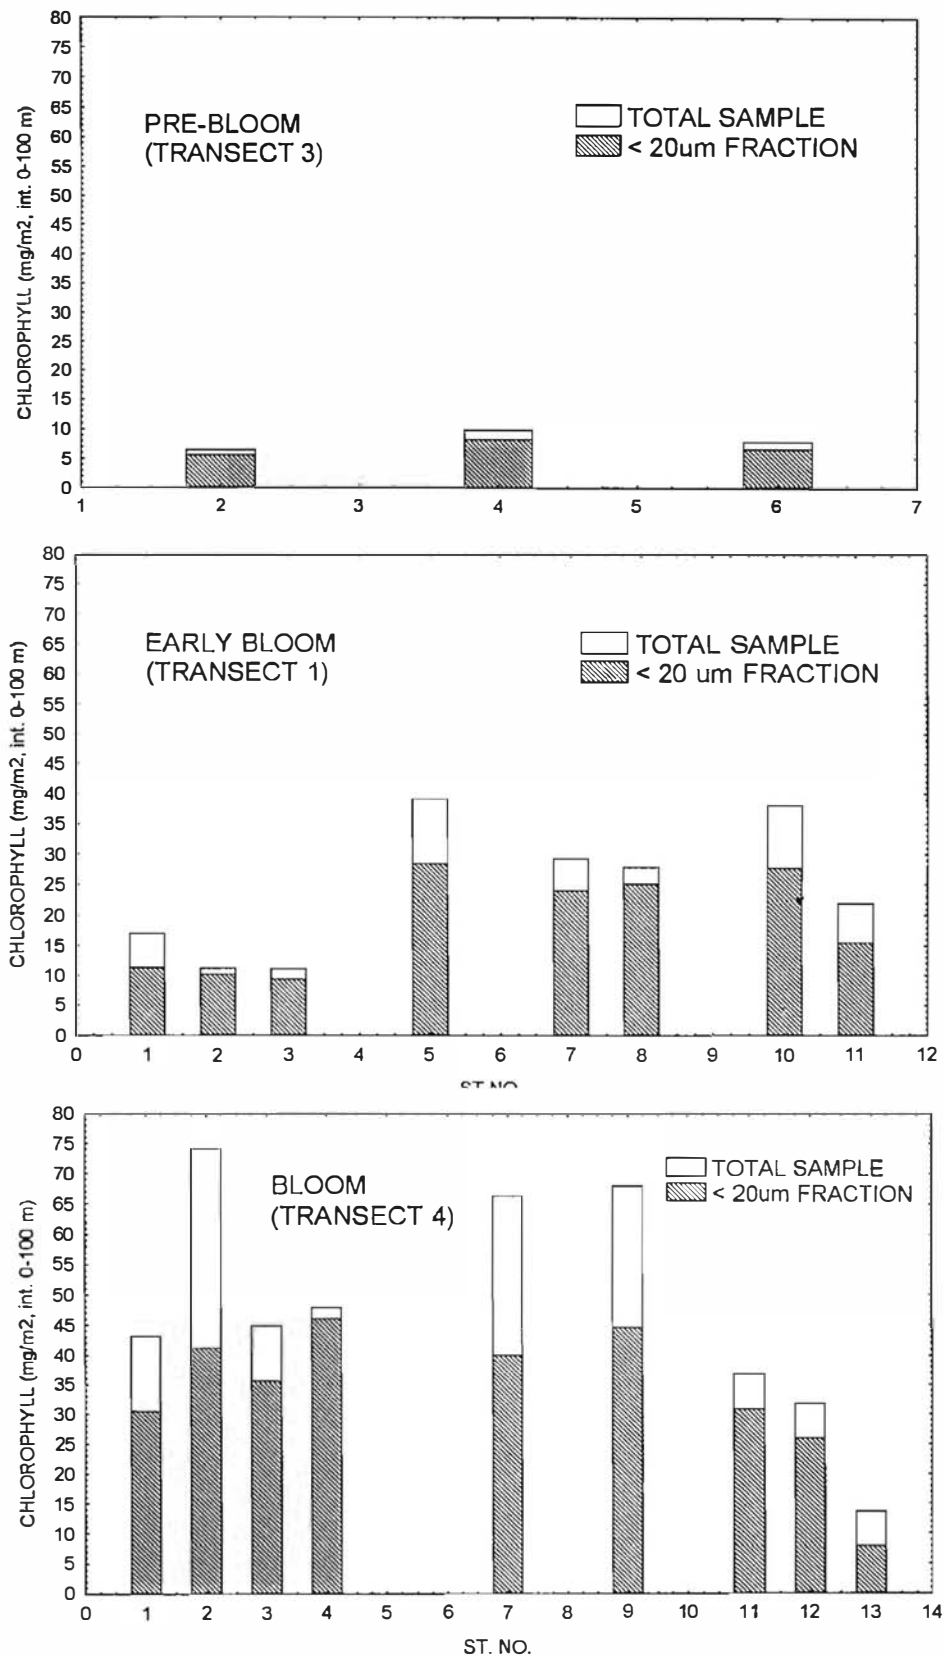 80
75
70
65
60
55
50
45
40
35
30
25
20
15
10
5
0
CHLOROPHYLL (mg/m2, int. 0-100 m)
PRE-BLOOM
(TRANSECT 3)
TOTAL SAMPLE
< 20um FRACTION
1 2 3 4 5 6 7
80
75
70
65
60
55
50
45
40
35
30
25
20
15
10
5
0
CHLOROPHYLL (mg/m2, int. 0-100 m)
EARLY BLOOM
(TRANSECT 1)
TOTAL SAMPLE
< 20 um FRACTION
0 1 2 3 4 5 6 7 8 9 10 11 12
ST.NO.
80
75
70
65
60
55
50
45
40
35
30
25
20
15
10
5
0
CHLOROPHYLL (mg/m2, int. 0-100 m)
BLOOM
(TRANSECT 4)
TOTAL SAMPLE
< 20um FRACTION
0 1 2 3 4 5 6 7 8 9 10 11 12 13 14
ST. NO.